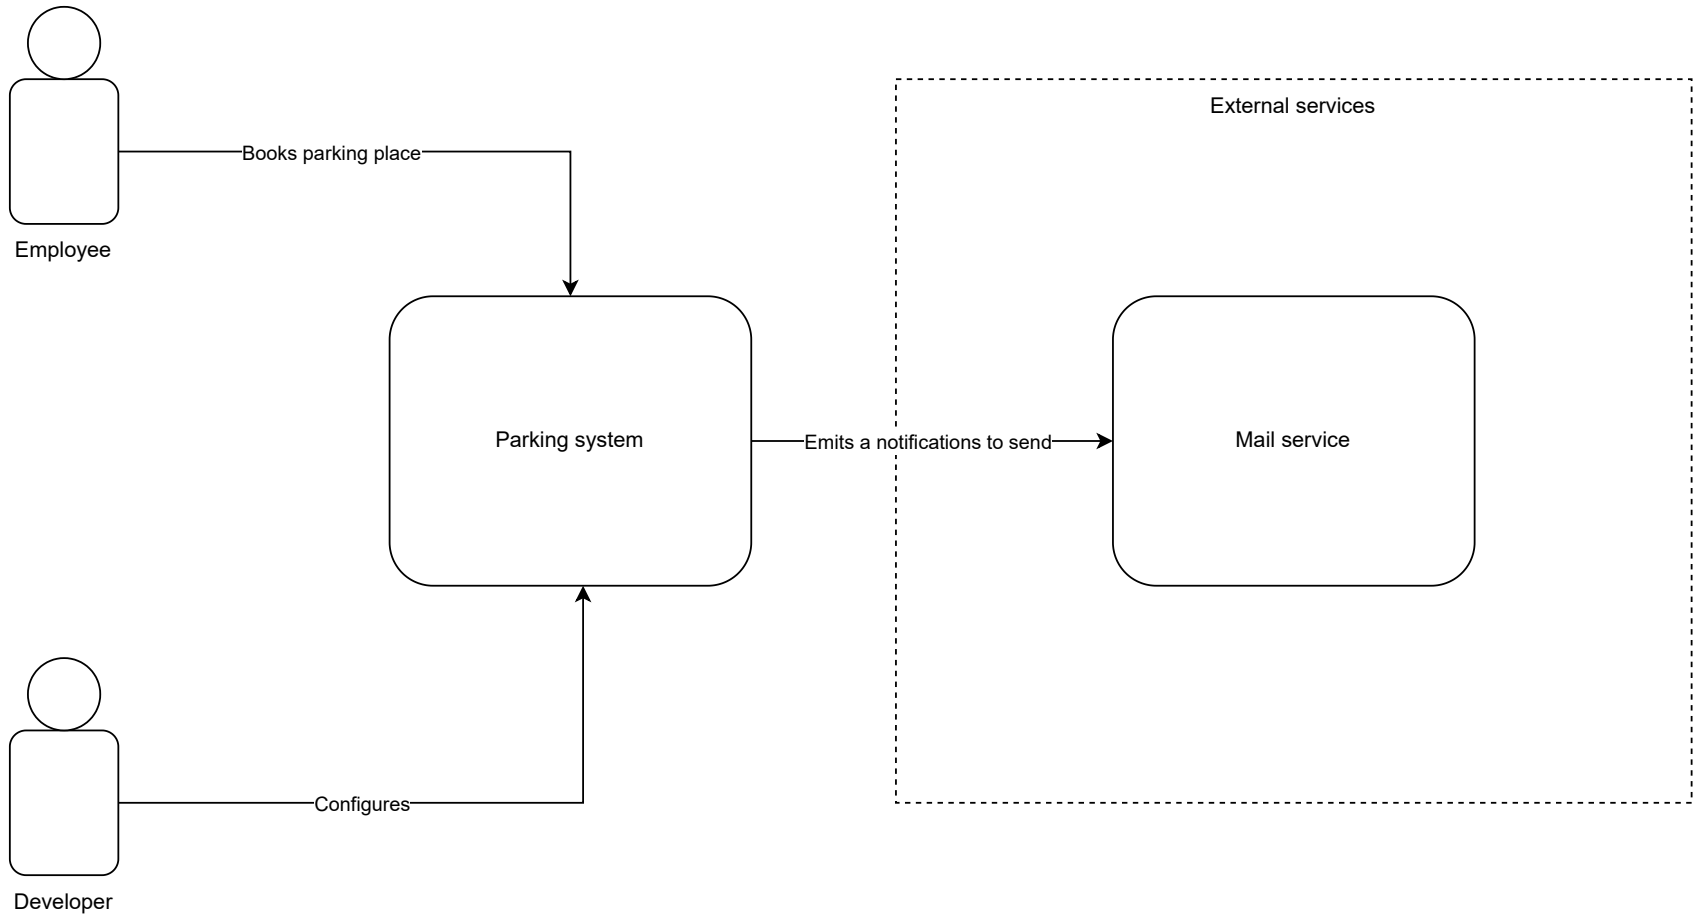 External services
Books parking place
Employee
Parking system
Emits a notifications to send
Mail service
Configures
Developer